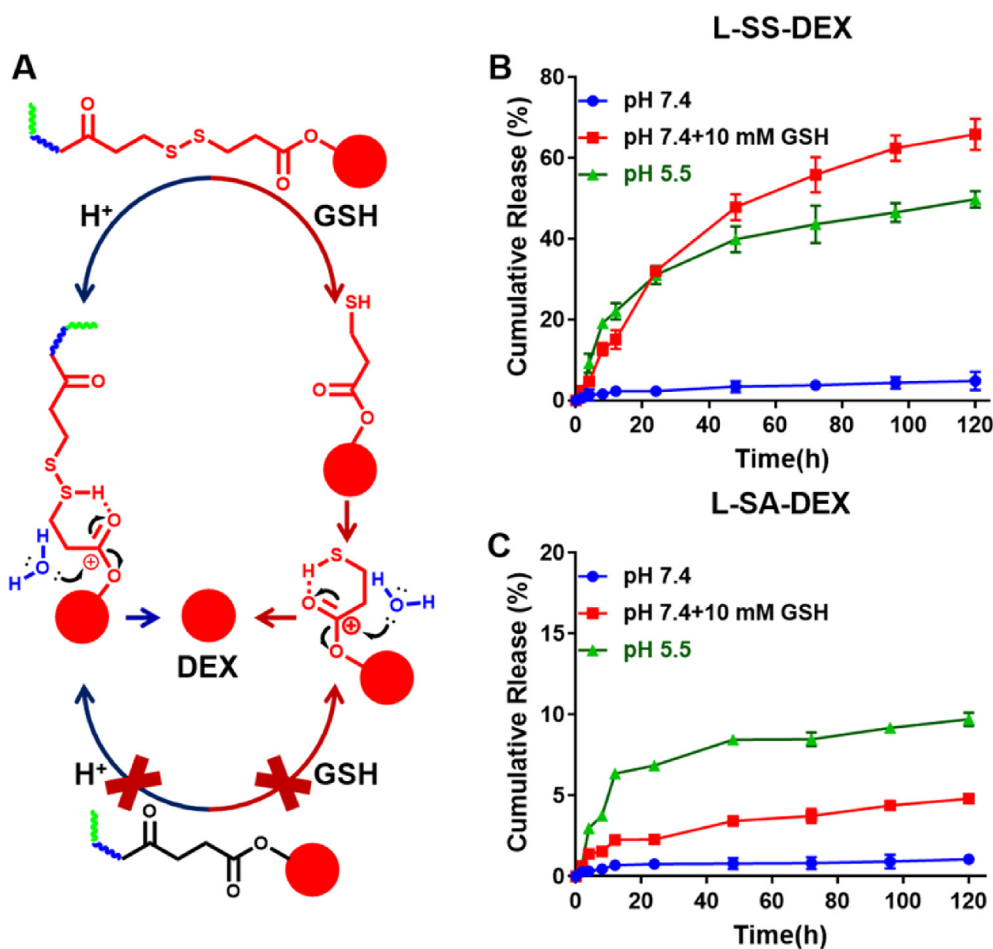 A
O
S
S
O
O
H⁺
GSH
SH
O
O
O
S
S
H
O
H
H
O
O
S
H
H
O
O
H
O
DEX
H⁺
GSH
O
O
O
L-SS-DEX
B
Cumulative Rlease (%)
80
60
40
20
0
pH 7.4
pH 7.4+10 mM GSH
pH 5.5
0 20 40 60 80 100 120
Time(h)
L-SA-DEX
C
Cumulative Rlease (%)
20
15
10
5
0
pH 7.4
pH 7.4+10 mM GSH
pH 5.5
0 20 40 60 80 100 120
Time(h)